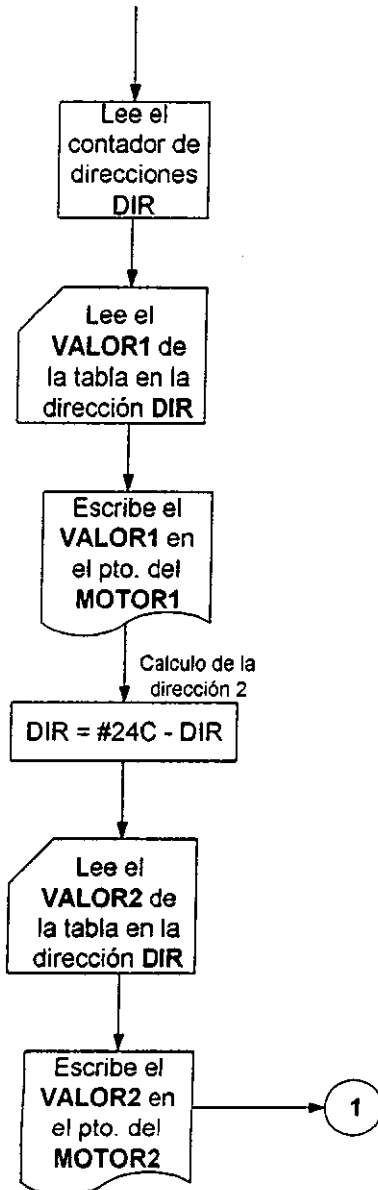 Lee el
contador de
direcciones
DIR
Lee el
VALOR1 de
la tabla en la
dirección DIR
Escribe el
VALOR1 en
el pto. del
MOTOR1
Calculo de la
dirección 2
DIR = #24C - DIR
Lee el
VALOR2 de
la tabla en la
dirección DIR
Escribe el
VALOR2 en
el pto. del
MOTOR2
1